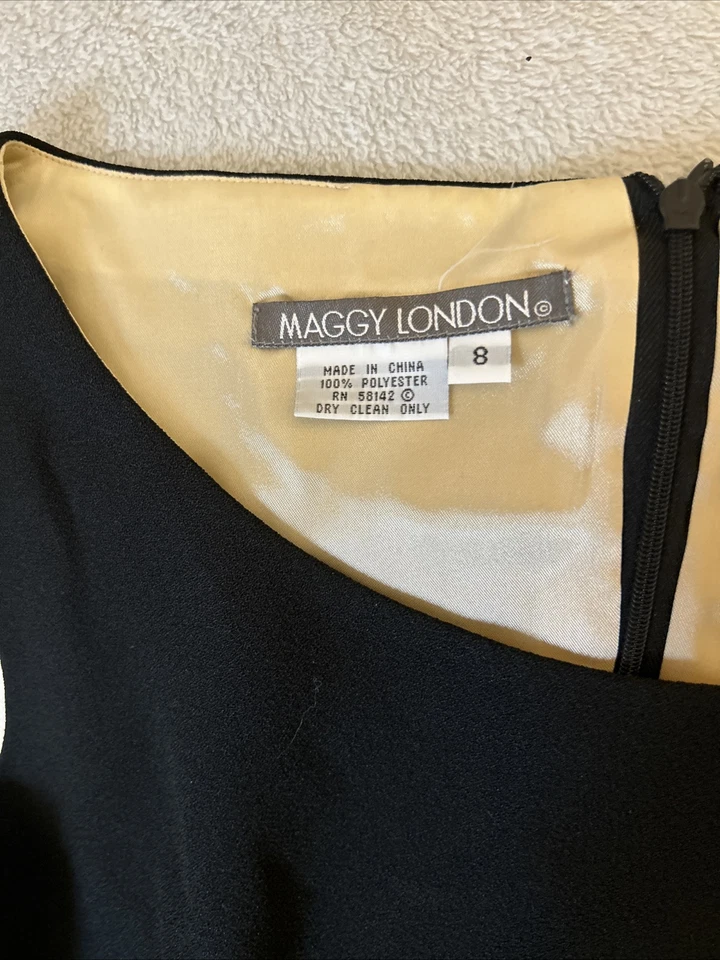 MAGGY LONDON ©
8
MADE IN CHINA
100% POLYESTER
RN 58142 ©
DRY CLEAN ONLY